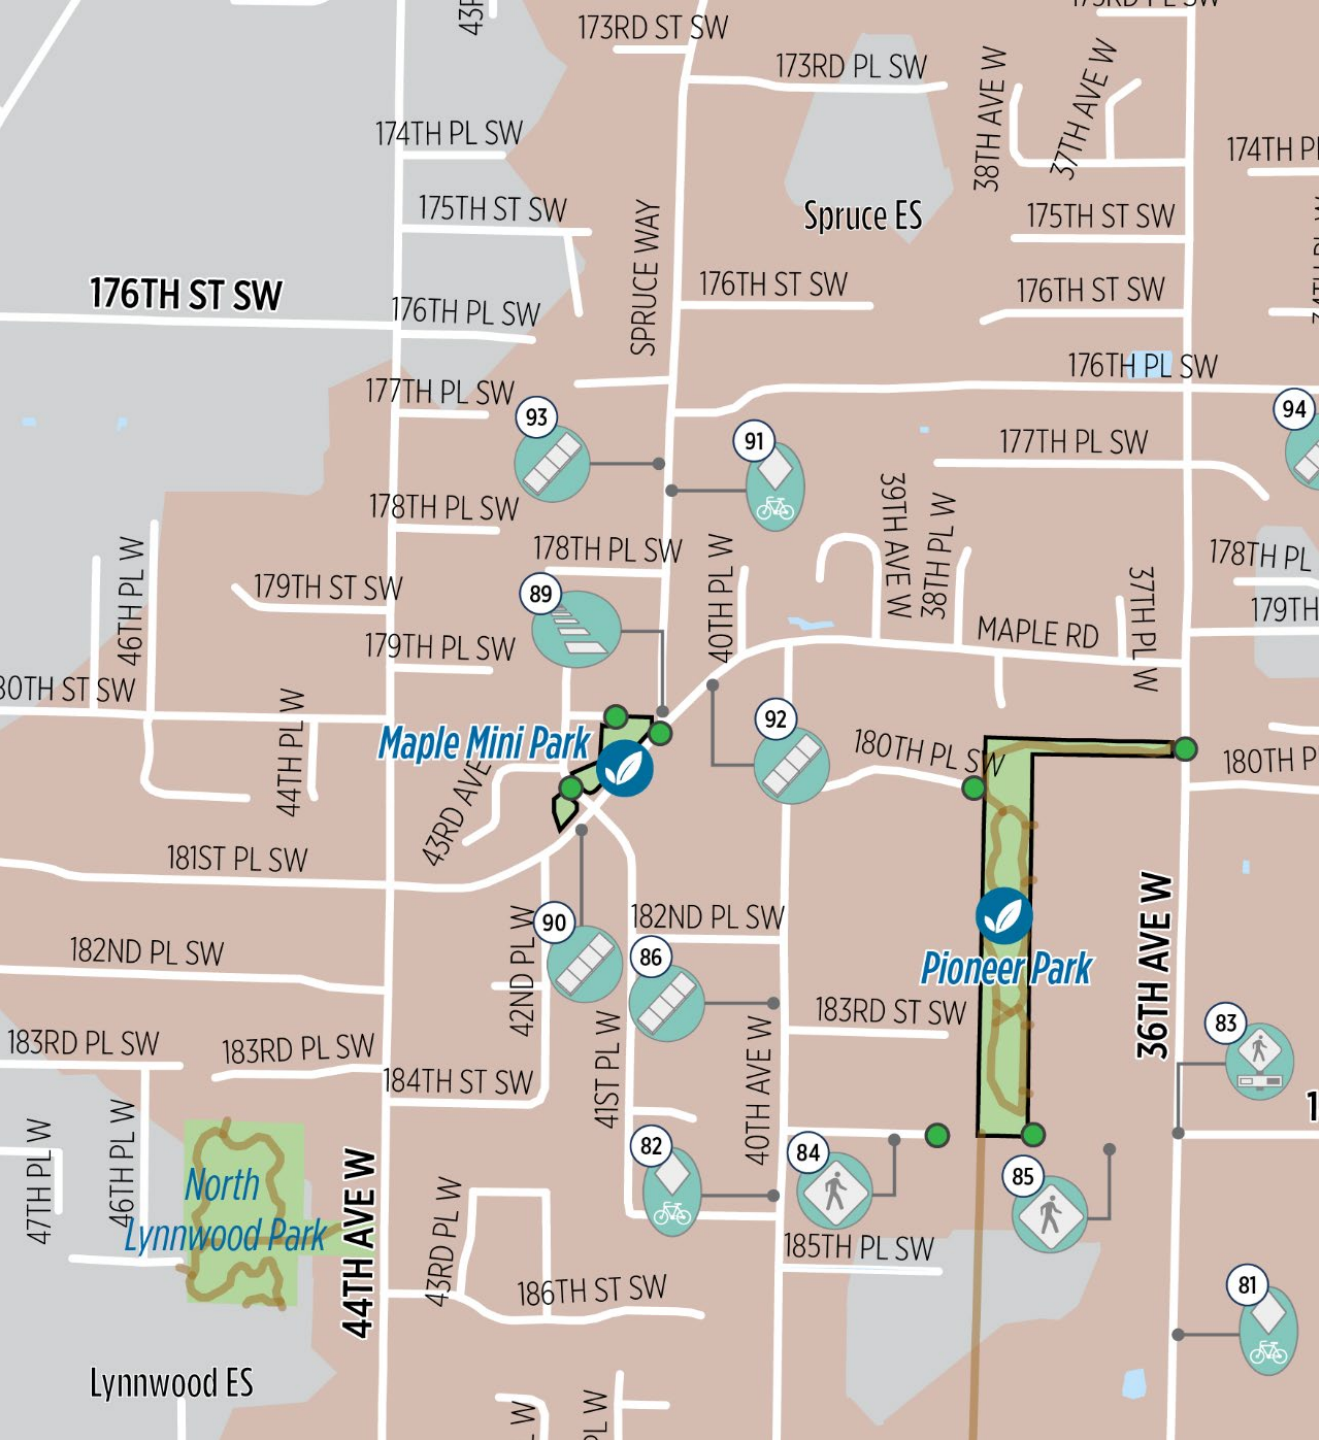 173RD ST SW
173RD PL SW
38TH AVE W
37TH AVE W
174TH PL SW
175TH ST SW
Spruce ES
175TH ST SW
SPRUCE WAY
176TH ST SW
176TH PL SW
176TH ST SW
176TH ST SW
176TH PL SW
177TH PL SW
93
91
94
177TH PL SW
178TH PL SW
39TH AVE W
38TH PL W
178TH PL SW
40TH PL W
178TH PL
46TH PL W
179TH ST SW
89
37TH PL W
179TH
179TH PL SW
MAPLE RD
80TH ST SW
44TH PL W
Maple Mini Park
92
180TH PL SW
180TH P
43RD AVE
181ST PL SW
36TH AVE W
182ND PL SW
42ND PL W
90
182ND PL SW
86
Pioneer Park
183RD PL SW
183RD PL SW
41ST PL W
40TH AVE W
183RD ST SW
83
184TH ST SW
47TH PL W
46TH PL W
44TH AVE W
82
84
85
1
North
Lynnwood Park
43RD PL W
185TH PL SW
186TH ST SW
81
Lynnwood ES
PL W